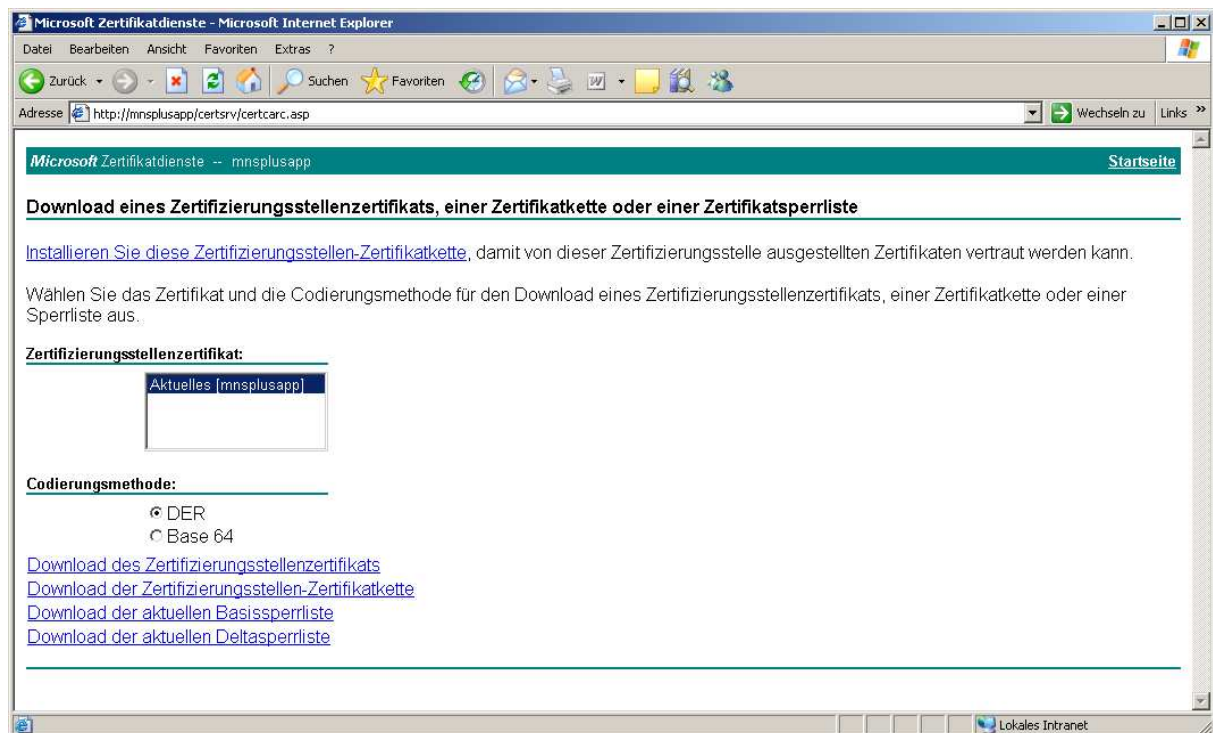 Microsoft Zertifikatdienste - Microsoft Internet Explorer
Datei Bearbeiten Ansicht Favoriten Extras ?
Zurück Suchen Favoriten
Adresse http://mnsplusapp/certsrv/certcarc.asp Wechseln zu Links »
Microsoft Zertifikatdienste -- mnsplusapp Startseite
Download eines Zertifizierungsstellenzertifikats, einer Zertifikatkette oder einer Zertifikatsperrliste
Installieren Sie diese Zertifizierungsstellen-Zertifikatkette, damit von dieser Zertifizierungsstelle ausgestellten Zertifikaten vertraut werden kann.
Wählen Sie das Zertifikat und die Codierungsmethode für den Download eines Zertifizierungsstellenzertifikats, einer Zertifikatkette oder einer
Sperrliste aus.
Zertifizierungsstellenzertifikat:
Aktuelles [mnsplusapp]
Codierungsmethode:
DER
Base 64
Download des Zertifizierungsstellenzertifikats
Download der Zertifizierungsstellen-Zertifikatkette
Download der aktuellen Basissperrliste
Download der aktuellen Deltasperrliste
Lokales Intranet